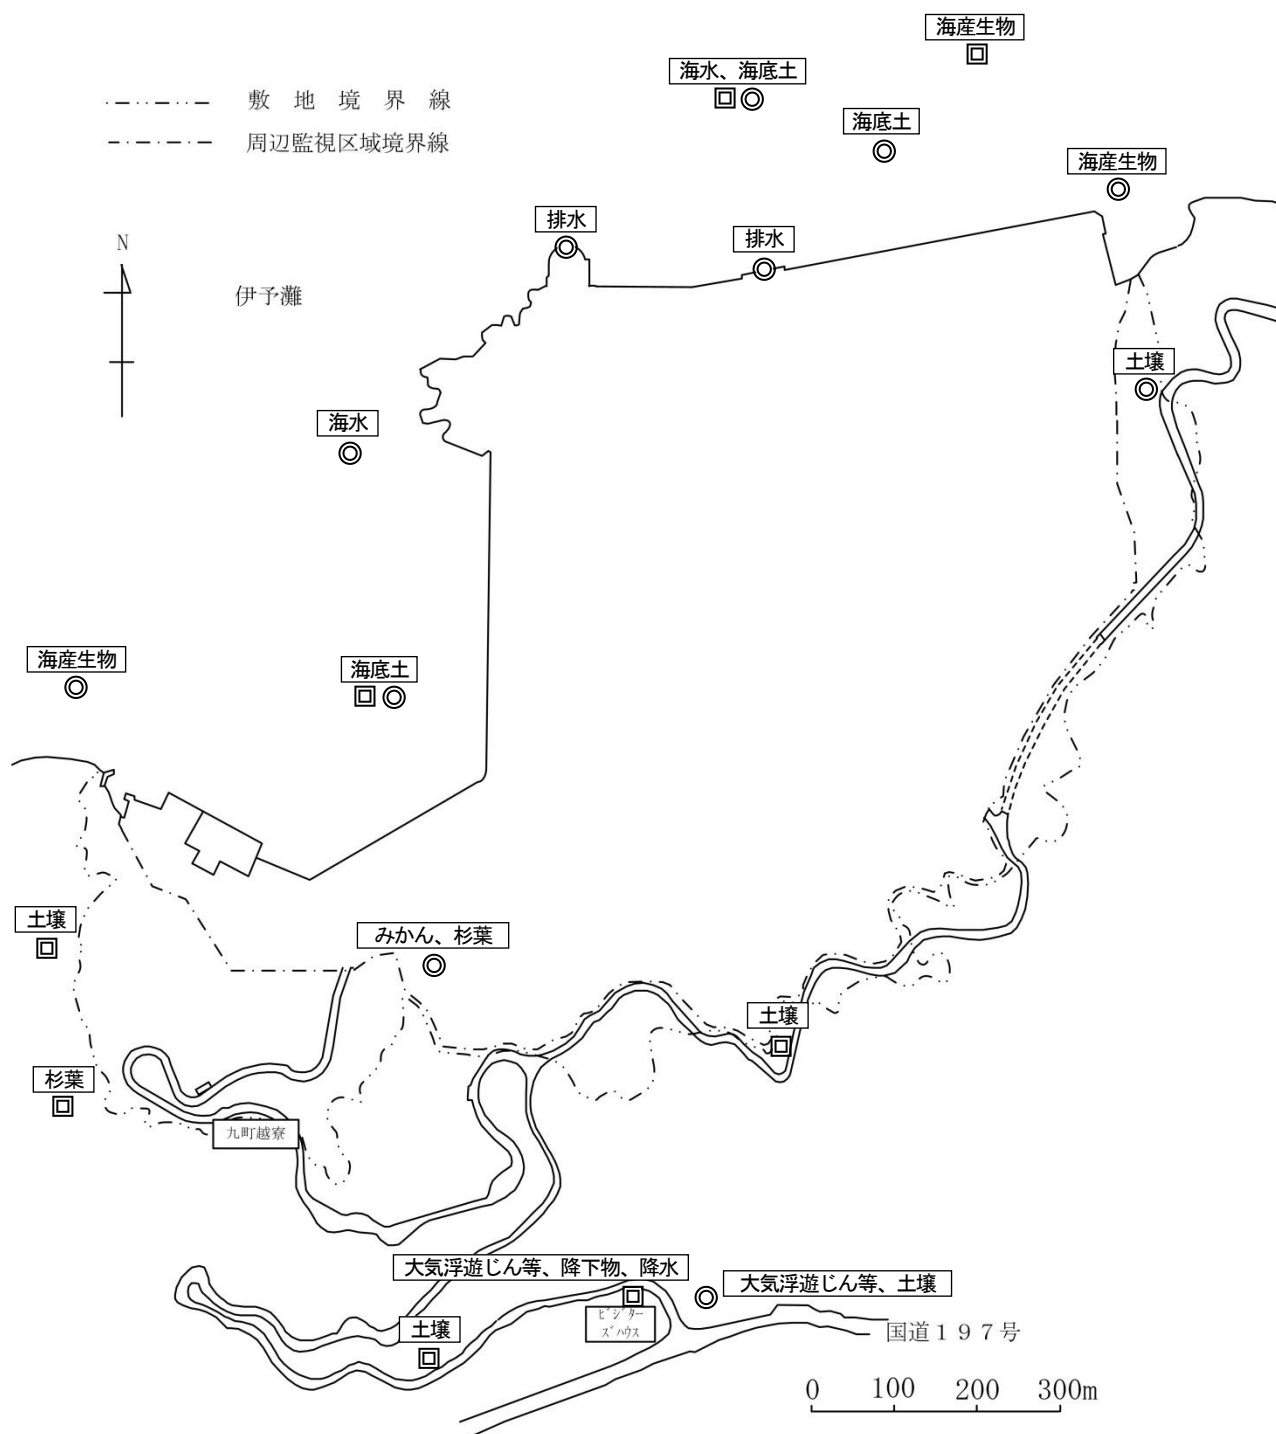 海産生物
海水、海底土
敷地境界線
海底土
周辺監視区域境界線
海産生物
排水
排水
N
伊予灘
土壌
海水
海産生物
海底土
土壌
みかん、杉葉
土壌
杉葉
九町越寮
大気浮遊じん等、降下物、降水
大気浮遊じん等、土壌
ビジター
ズハウス
土壌
国道197号
0 100 200 300m